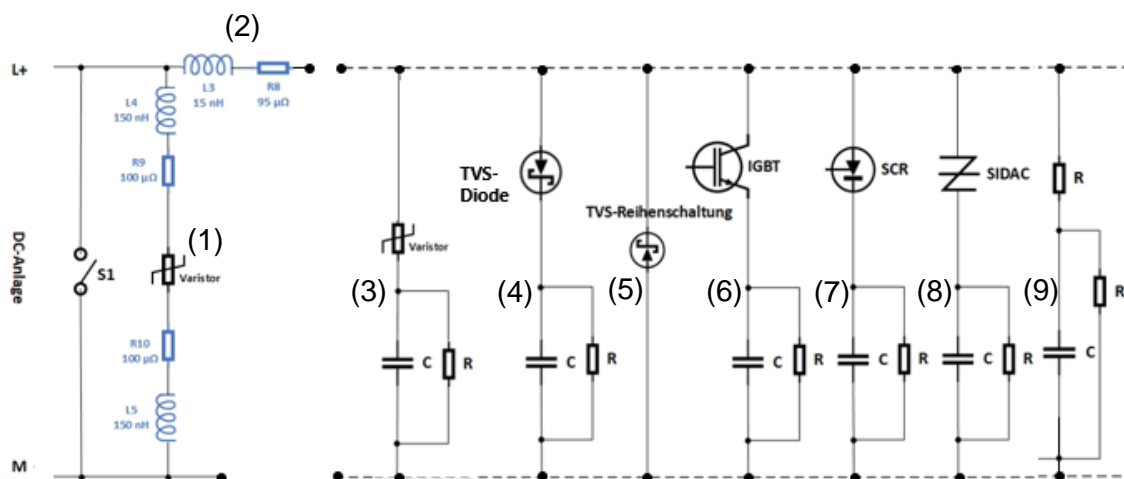 (2)
L+
L3
15 nH
R8
95 µΩ
L4
150 nH
R9
100 µΩ
(1)
Varistor
S1
DC-Anlage
R10
100 µΩ
L5
150 nH
M
Varistor
(3)
C
R
TVS-
Diode
(4)
C
R
TVS-Reihenschaltung
(5)
IGBT
(6)
C
R
SCR
(7)
C
R
SIDAC
(8)
C
R
R
(9)
C
R